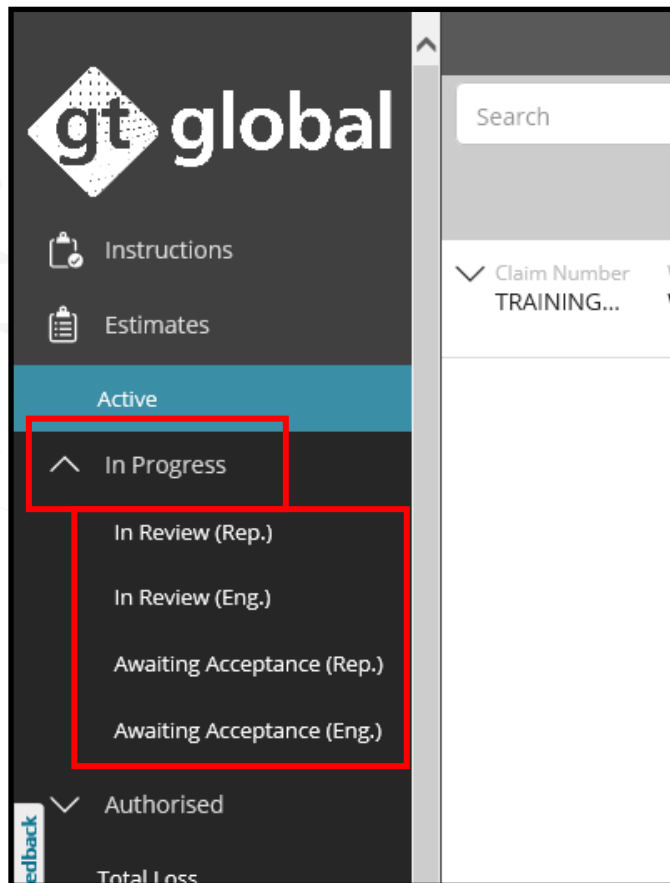 gt global
Search
Instructions
Claim Number
TRAINING...
Estimates
Active
In Progress
In Review (Rep.)
In Review (Eng.)
Awaiting Acceptance (Rep.)
Awaiting Acceptance (Eng.)
Authorised
edback
Total Loss